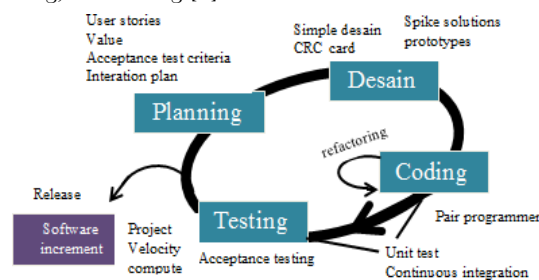 User stories
Value
Acceptance test criteria
Interation plan
Simple desain
CRC card
Spike solutions
prototypes
Desain
Planning
refactoring
Coding
Release
Software
increment
Project
Velocity
compute
Testing
Acceptance testing
Pair programmer
Unit test
Continuous integration